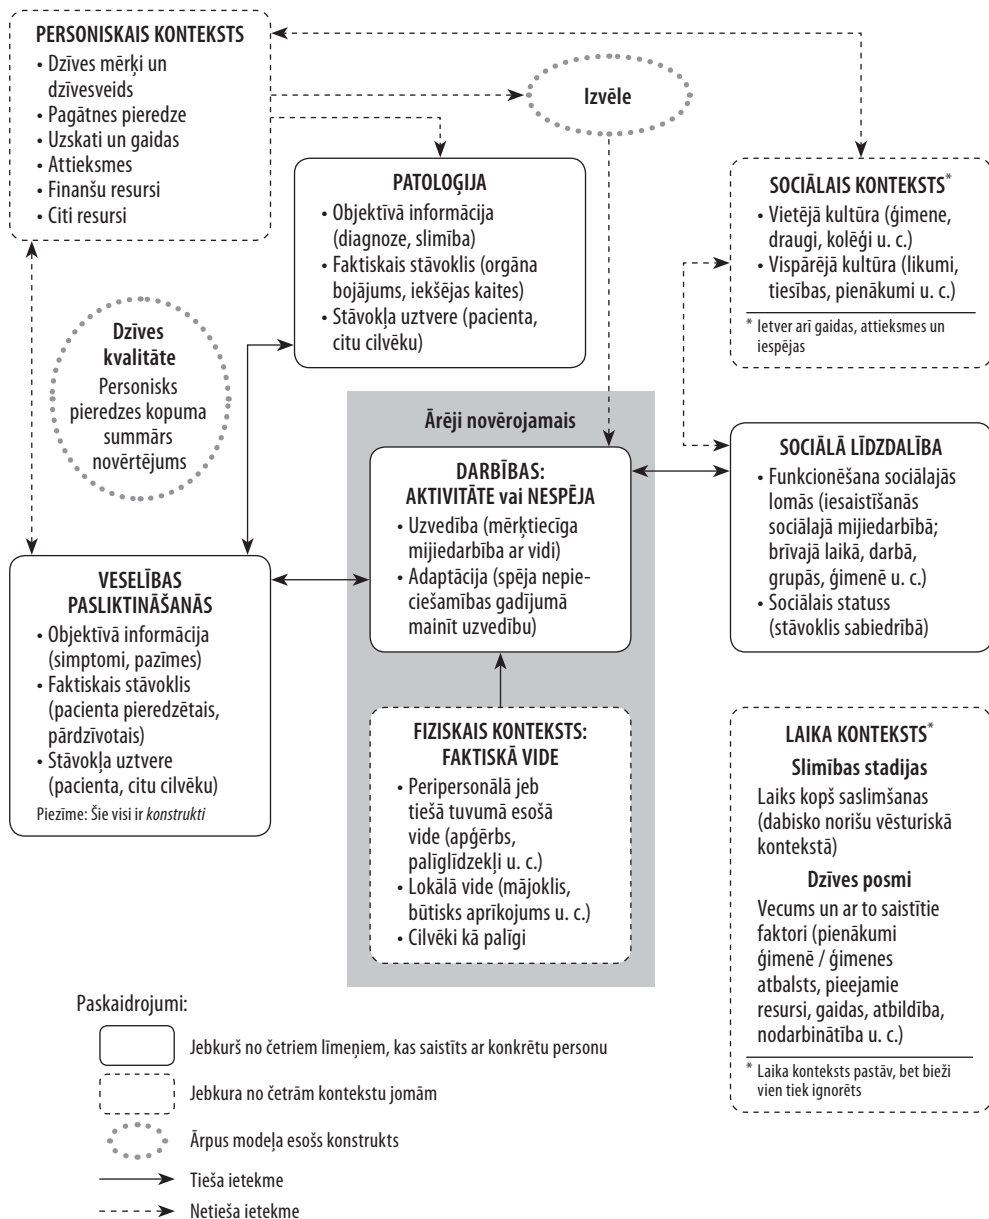 PERSONISKAIS KONTEKSTS
• Dzīves mērķi un
dzīvesveids
• Pagātnes pieredze
• Uzskati un gaidas
• Attieksmes
• Finanšu resursi
• Citi resursi
Izvēle
PATOLOĢIJA
• Objektīvā informācija
(diagnoze, slimība)
• Faktiskais stāvoklis (orgāna
bojājums, iekšējas kaites)
• Stāvokļa uztvere (pacienta,
citu cilvēku)
SOCIĀLAIS KONTEKSTS*
• Vietējā kultūra (ģimene,
draugi, kolēģi u. c.)
• Vispārējā kultūra (likumi,
tiesības, pienākumi u. c.)
* Ietver arī gaidas, attieksmes un
iespējas
Dzīves
kvalitāte
Personisks
pieredzes kopuma
summārs
novērtējums
Ārēji novērojamais
DARBĪBAS:
AKTIVITĀTE vai NESPĒJA
• Uzvedība (mērķtiecīga
mijiedarbība ar vidi)
• Adaptācija (spēja nepie-
ciešamības gadījumā
mainīt uzvedību)
SOCIĀLĀ LĪDZDALĪBA
• Funkcionēšana sociālajās
lomās (iesaistīšanās
sociālajā mijiedarbībā;
brīvajā laikā, darbā,
grupās, ģimenē u. c.)
• Sociālais statuss
(stāvoklis sabiedrībā)
VESELĪBAS
PASLIKTINĀŠANĀS
• Objektīvā informācija
(simptomi, pazīmes)
• Faktiskais stāvoklis
(pacienta pieredzētais,
pārdzīvotais)
• Stāvokļa uztvere
(pacienta, citu cilvēku)
Piezīme: Šie visi ir konstrukti
FIZISKAIS KONTEKSTS:
FAKTISKĀ VIDE
• Peripersonālā jeb
tiešā tuvumā esošā
vide (apģērbs,
palīglīdzekļi u. c.)
• Lokālā vide (mājoklis,
būtisks aprīkojums u. c.)
• Cilvēki kā palīgi
LAIKA KONTEKSTS*
Slimības stadijas
Laiks kopš saslimšanas
(dabisko norišu vēsturiskā
kontekstā)
Dzīves posmi
Vecums un ar to saistītie
faktori (pienākumi
ģimenē / ģimenes
atbalsts, pieejamie
resursi, gaidas, atbildība,
nodarbinātība u. c.)
* Laika konteksts pastāv, bet bieži
vien tiek ignorēts
Paskaidrojumi:
Jebkurš no četriem līmeņiem, kas saistīts ar konkrētu personu
Jebkura no četrām kontekstu jomām
Ārpus modeļa esošs konstrukts
Tieša ietekme
Netieša ietekme